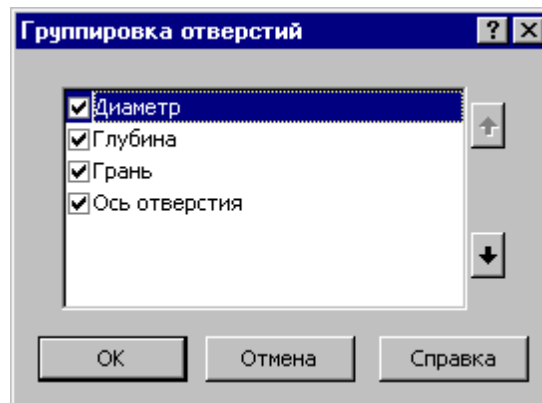 Группировка отверстий
Диаметр
Глубина
Грань
Ось отверстия
OK
Отмена
Справка